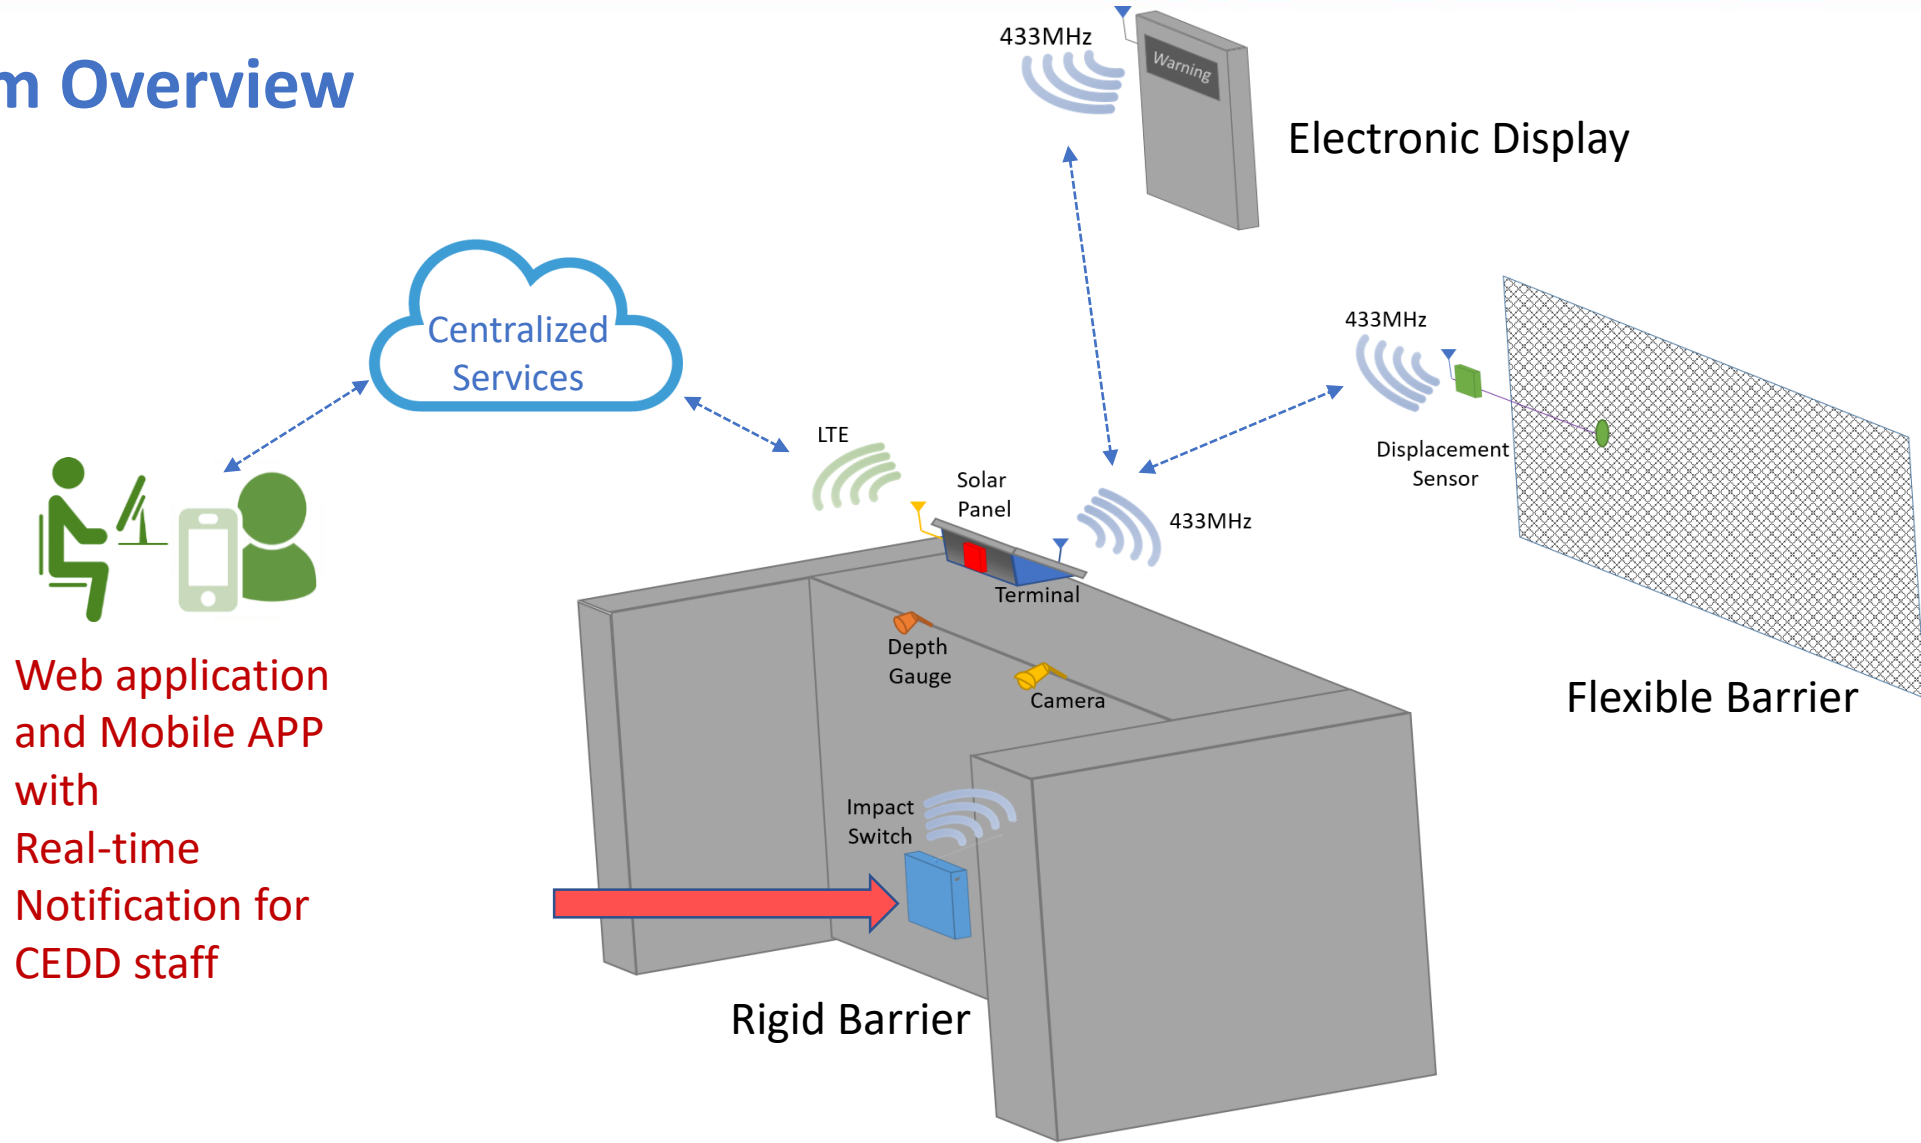 m Overview
433MHz
Warning
Electronic Display
Centralized
Services
433MHz
LTE
Displacement
Sensor
Solar
Panel
433MHz
Terminal
Depth
Gauge
Camera
Flexible Barrier
Web application
and Mobile APP
with
Real-time
Notification for
CEDD staff
Impact
Switch
Rigid Barrier